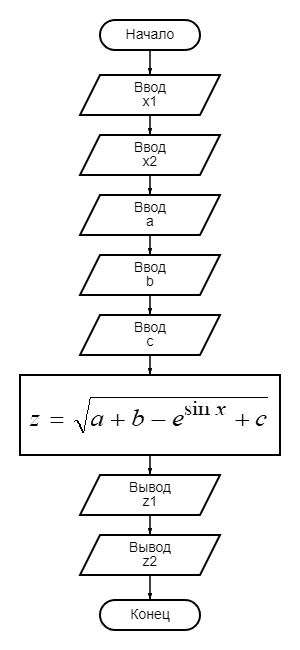 Начало
Ввод
x1
Ввод
x2
Ввод
a
Ввод
b
Ввод
c
z = √(a + b − e^(sin x) + c)
Вывод
z1
Вывод
z2
Конец